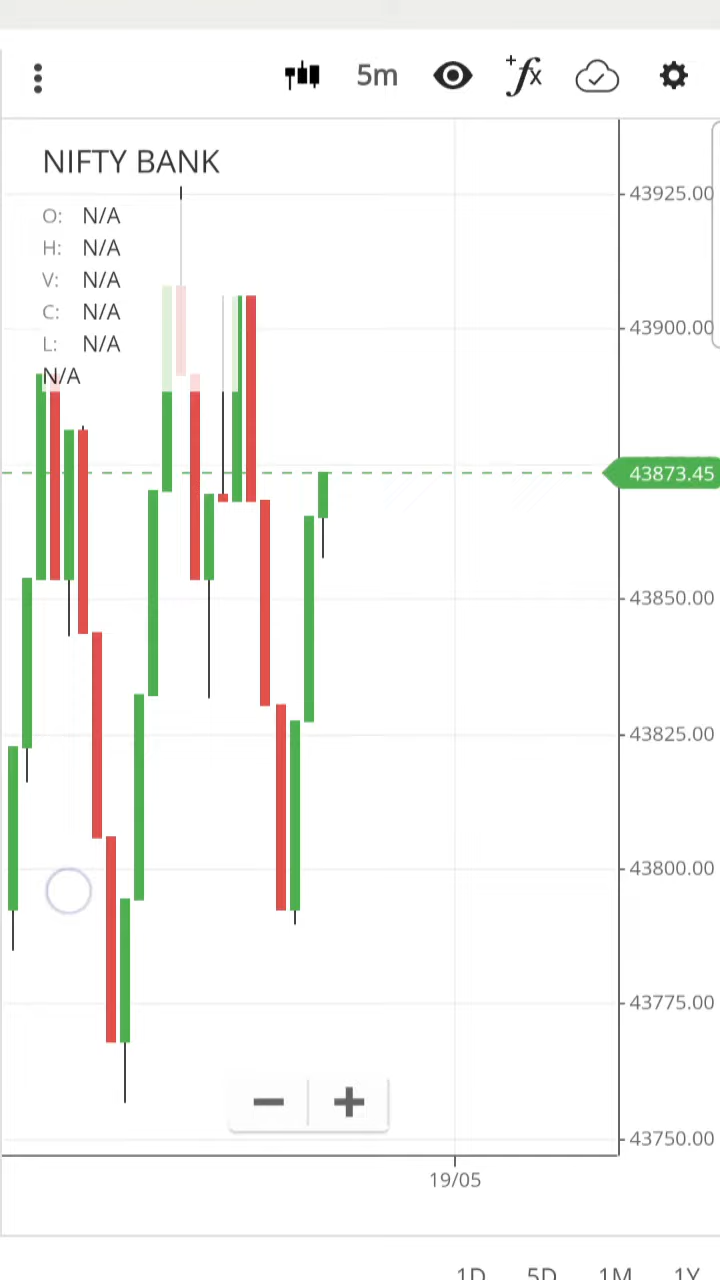 5m
+fx
NIFTY BANK
O: N/A
H: N/A
V: N/A
C: N/A
L: N/A
N/A
43925.00
43900.00
43873.45
43850.00
43825.00
43800.00
43775.00
43750.00
19/05
1D 5D 1M 1Y